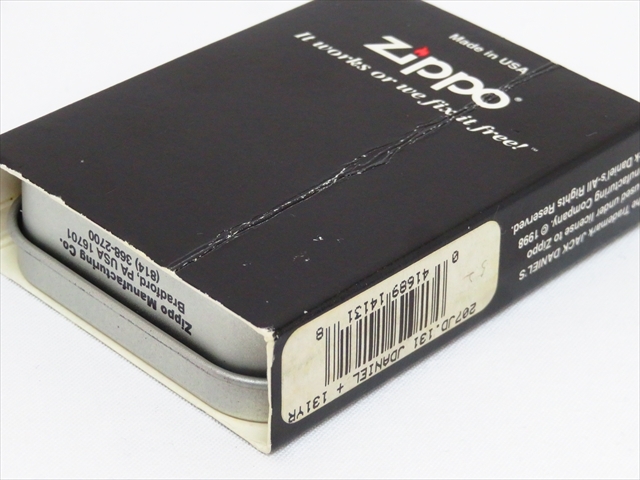 Made in USA
Zippo®
It works or we fix it free!™
The Trademark JACK DANIEL'S
used under license to Zippo
Manufacturing Company. © 1998
Daniel's-All Rights Reserved.
0 41689 14131 8
207JD.131 JDANIEL + 131YR
Zippo Manufacturing Co.
Bradford, PA USA 16701
(814) 368-2700